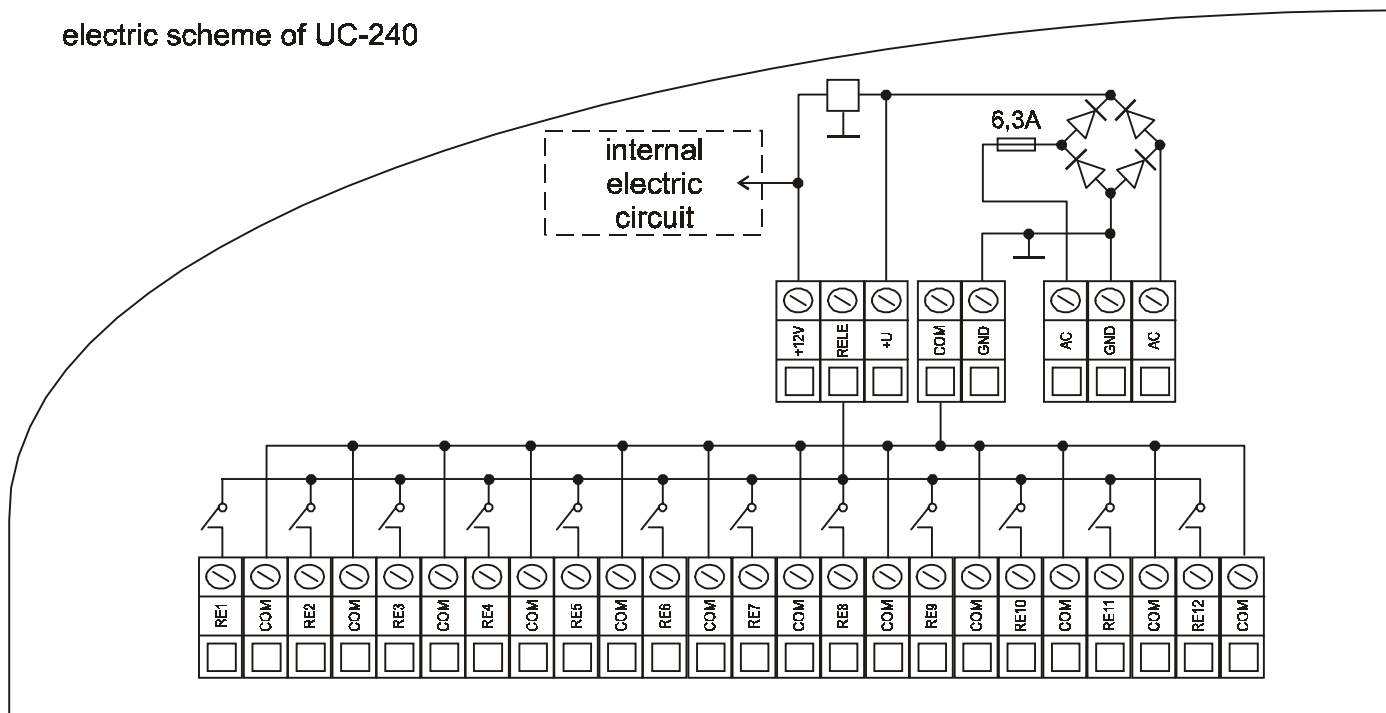 electric scheme of UC-240
6,3A
internal
electric
circuit
+12V RELE +U COM GND AC GND AC
RE1 COM RE2 COM RE3 COM RE4 COM RE5 COM RE6 COM RE7 COM RE8 COM RE9 COM RE10 COM RE11 COM RE12 COM